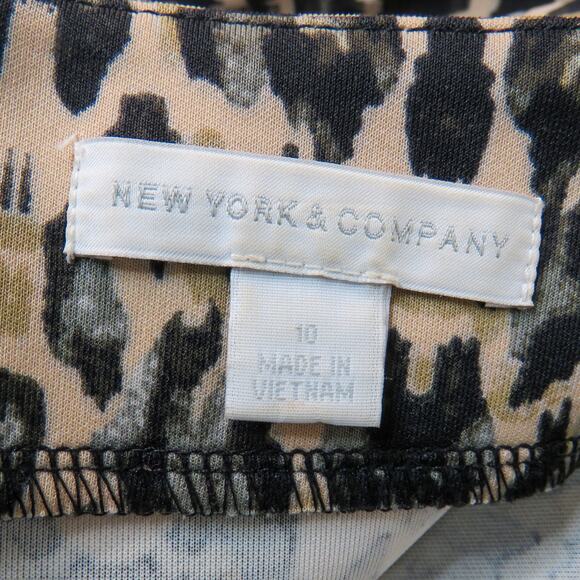 NEW YORK & COMPANY
10
MADE IN
VIETNAM